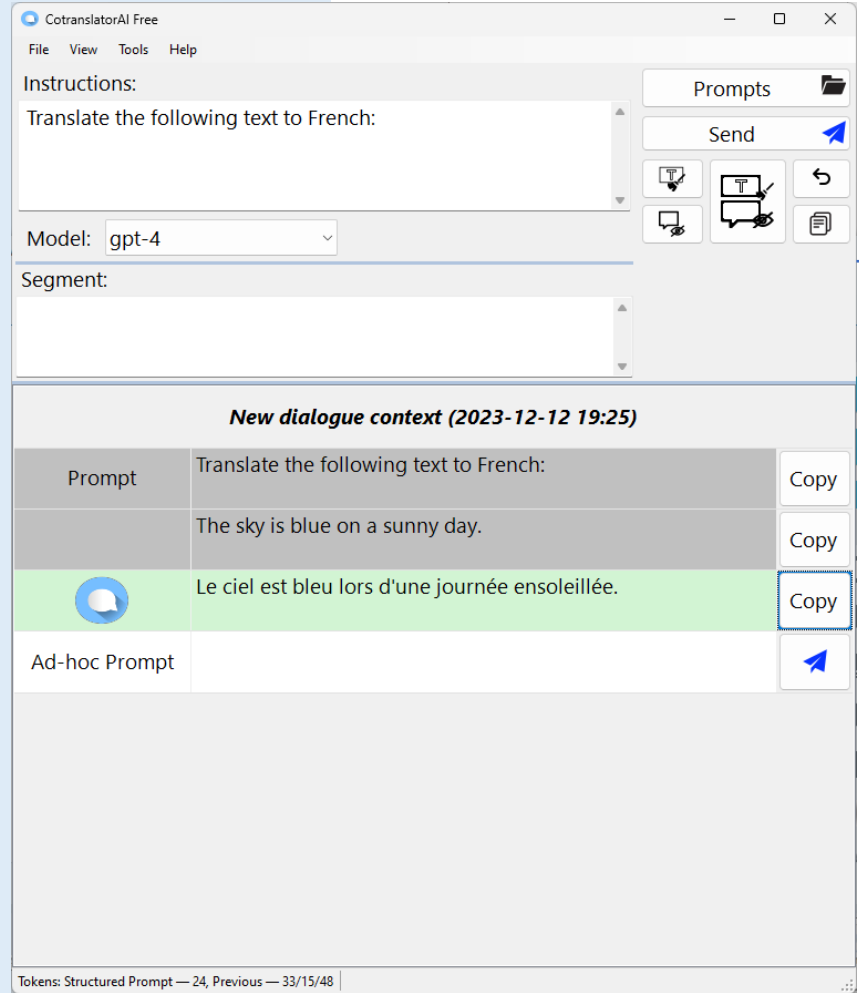 CotranslatorAI Free
File View Tools Help
Instructions:
Translate the following text to French:
Prompts
Send
T
T
Model: gpt-4
Segment:
New dialogue context (2023-12-12 19:25)
Prompt
Translate the following text to French:
Copy
The sky is blue on a sunny day.
Copy
Le ciel est bleu lors d'une journée ensoleillée.
Copy
Ad-hoc Prompt
Tokens: Structured Prompt — 24, Previous — 33/15/48